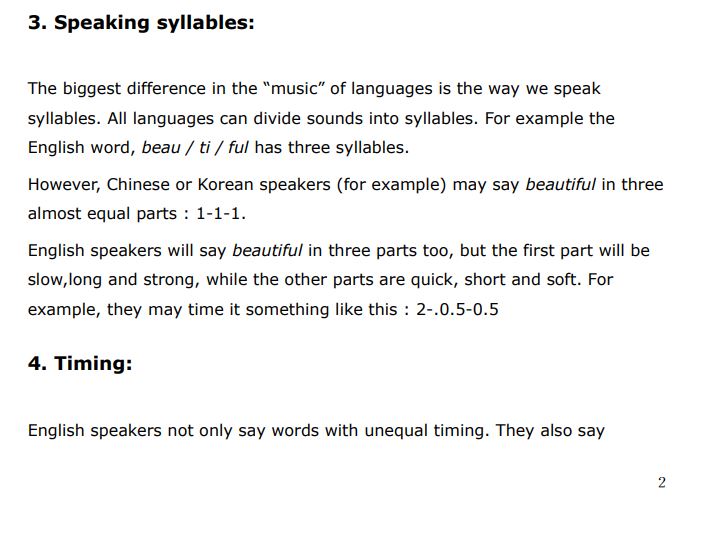 3. Speaking syllables:
The biggest difference in the “music” of languages is the way we speak
syllables. All languages can divide sounds into syllables. For example the
English word, beau / ti / ful has three syllables.
However, Chinese or Korean speakers (for example) may say beautiful in three
almost equal parts : 1-1-1.
English speakers will say beautiful in three parts too, but the first part will be
slow,long and strong, while the other parts are quick, short and soft. For
example, they may time it something like this : 2-.0.5-0.5
4. Timing:
English speakers not only say words with unequal timing. They also say
2